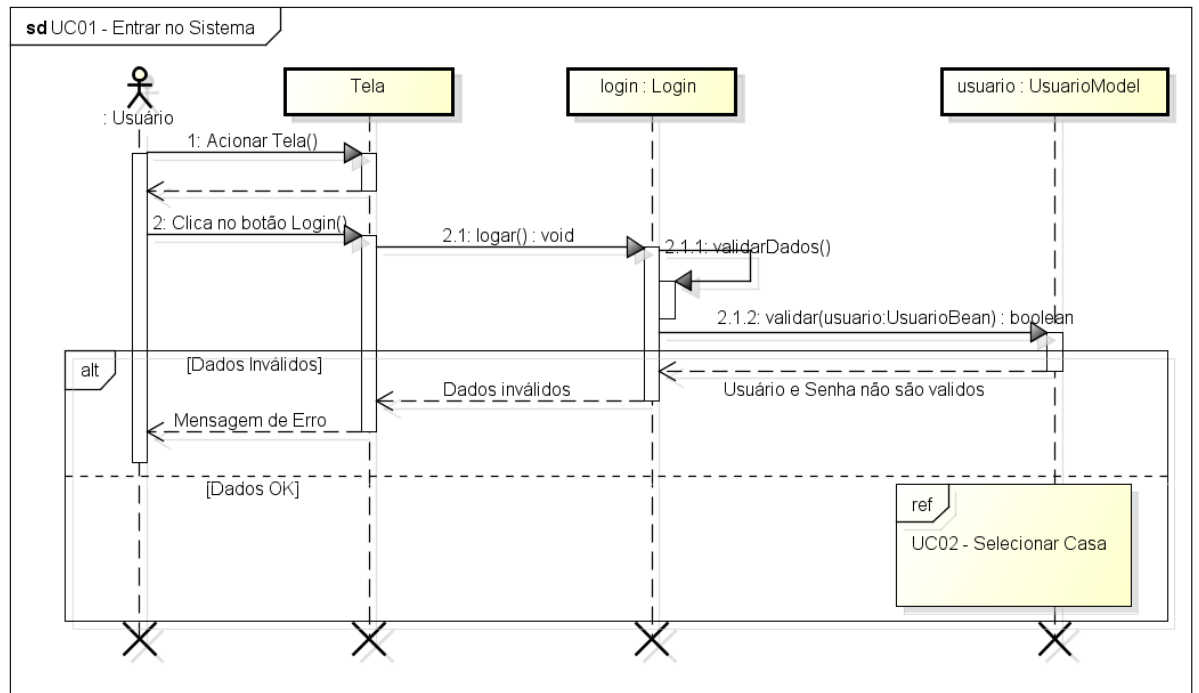 sd UC01 - Entrar no Sistema
: Usuário
Tela
login : Login
usuario : UsuarioModel
1: Acionar Tela()
2: Clica no botão Login()
2.1: logar() : void
2.1.1: validarDados()
2.1.2: validar(usuario:UsuarioBean) : boolean
alt
[Dados Inválidos]
Usuário e Senha não são validos
Dados inválidos
Mensagem de Erro
[Dados OK]
ref
UC02 - Selecionar Casa